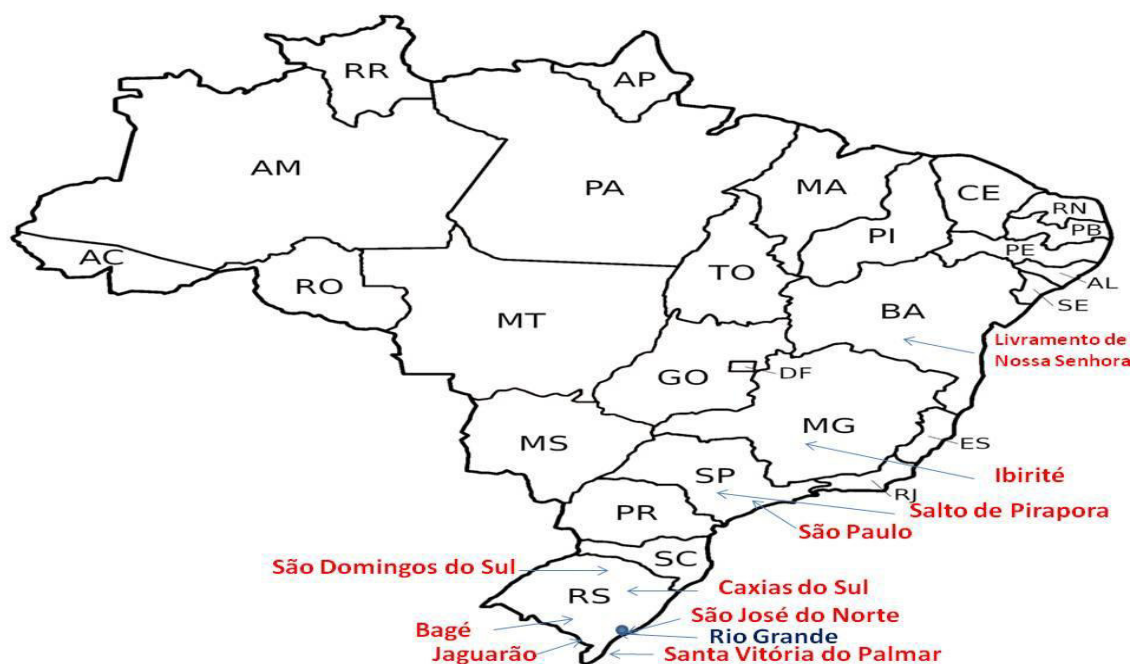 RR
AP
AM
PA
MA
CE
RN
PB
PI
PE
AC
AL
TO
RO
SE
BA
MT
Livramento de
Nossa Senhora
GO
DF
MG
MS
ES
SP
Ibirité
RJ
Salto de Pirapora
PR
São Paulo
SC
São Domingos do Sul
Caxias do Sul
RS
São José do Norte
Bagé
Rio Grande
Jaguarão
Santa Vitória do Palmar